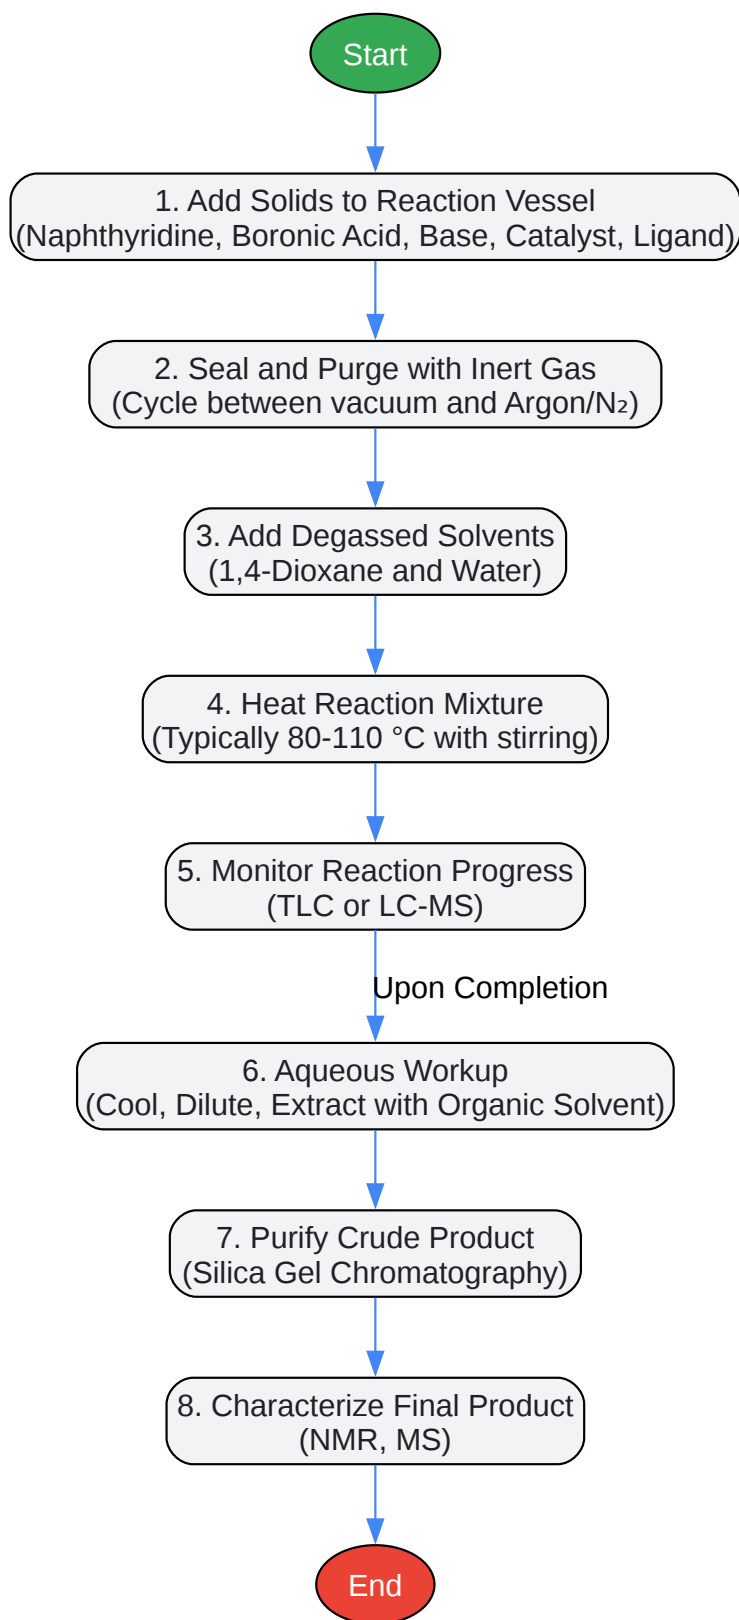 Start
1. Add Solids to Reaction Vessel
(Naphthyridine, Boronic Acid, Base, Catalyst, Ligand)
2. Seal and Purge with Inert Gas
(Cycle between vacuum and Argon/N₂)
3. Add Degassed Solvents
(1,4-Dioxane and Water)
4. Heat Reaction Mixture
(Typically 80-110 °C with stirring)
5. Monitor Reaction Progress
(TLC or LC-MS)
Upon Completion
6. Aqueous Workup
(Cool, Dilute, Extract with Organic Solvent)
7. Purify Crude Product
(Silica Gel Chromatography)
8. Characterize Final Product
(NMR, MS)
End